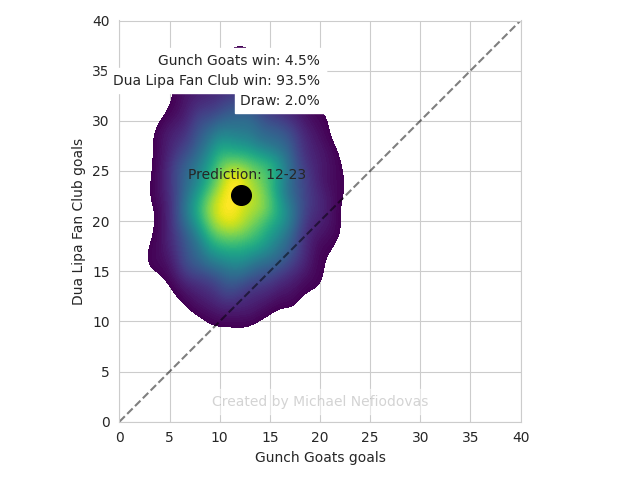 40
35
30
25
20
15
10
5
0
Dua Lipa Fan Club goals
Gunch Goats win: 4.5%
Dua Lipa Fan Club win: 93.5%
Draw: 2.0%
Prediction: 12-23
Created by Michael Nefiodovas
0 5 10 15 20 25 30 35 40
Gunch Goats goals